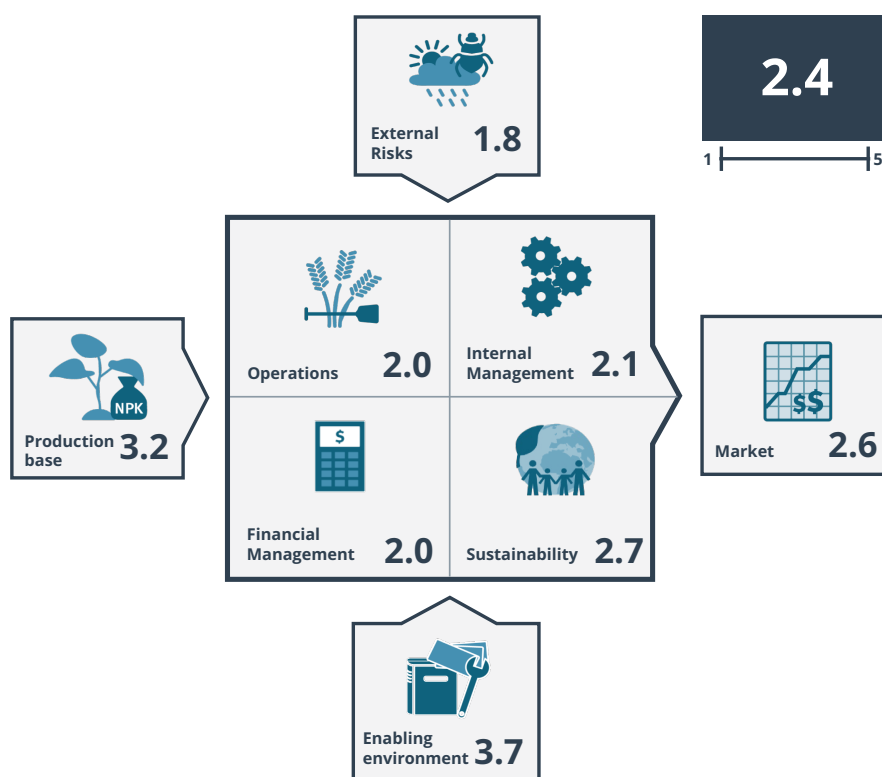 External
Risks
1.8
2.4
1
5
Operations
2.0
Internal
Management
2.1
NPK
Production
base
3.2
$
Financial
Management
2.0
Sustainability
2.7
$$
Market
2.6
Enabling
environment
3.7